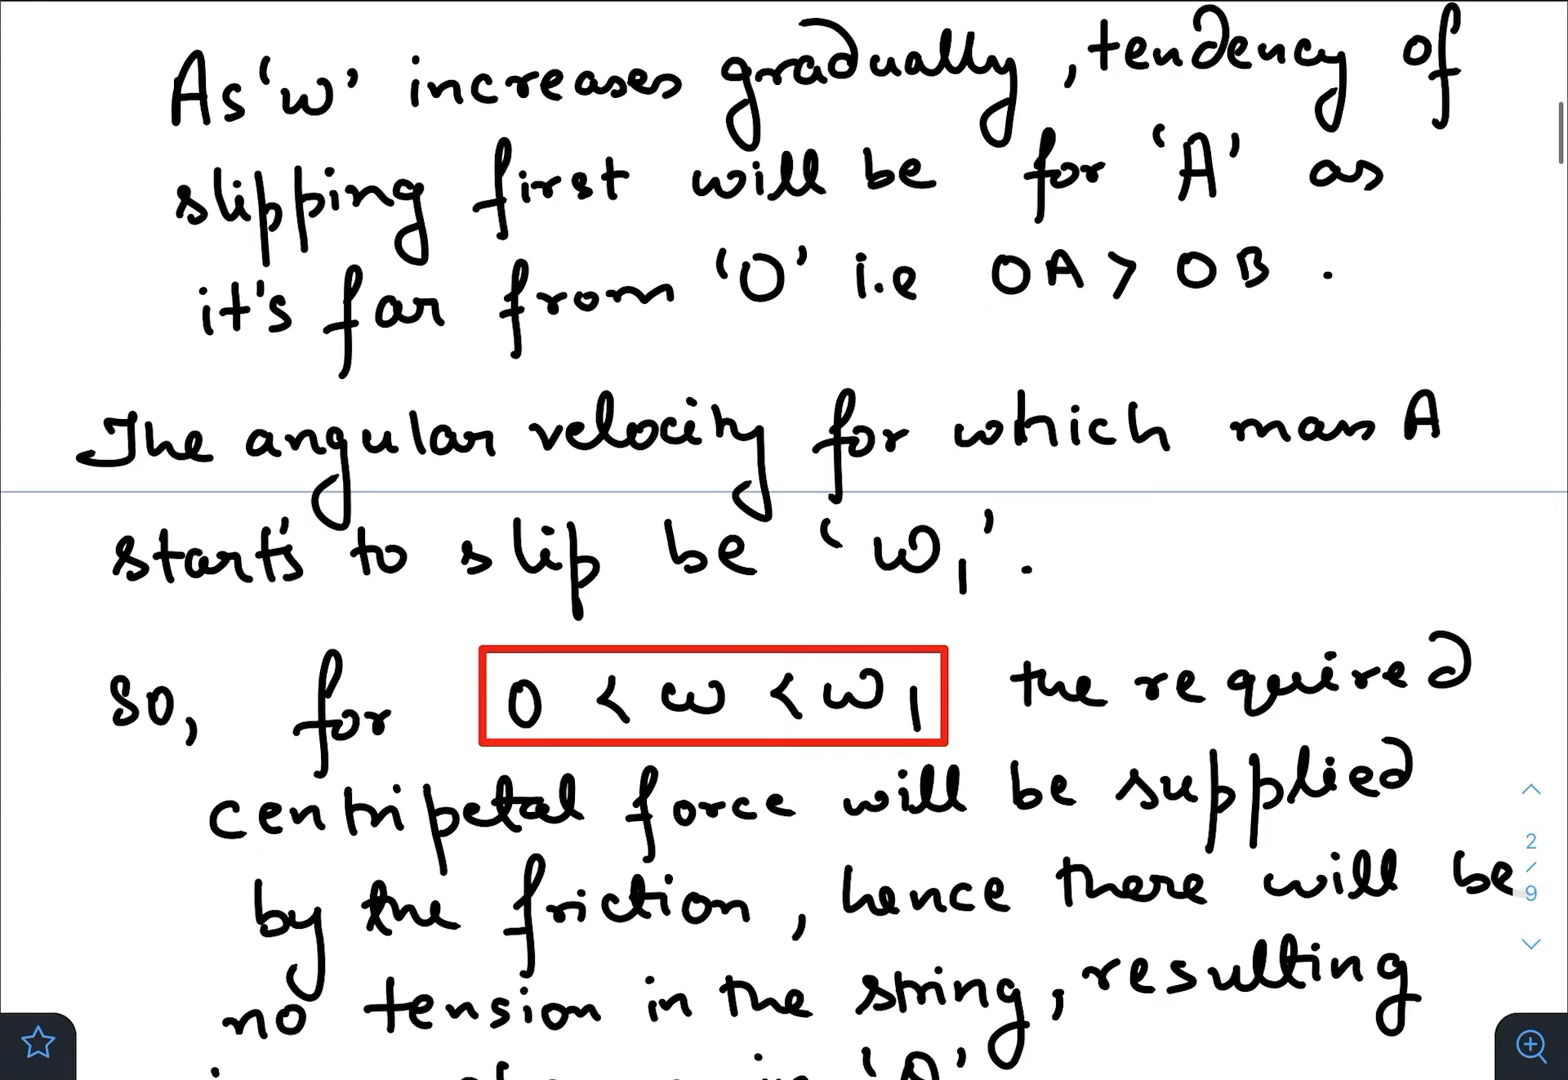 As 'w' increases gradually, tendency of
slipping first will be for 'A' as
it's far from 'O' i.e OA > OB .
The angular velocity for which mass A
starts to slip be 'ω₁'.
So, for 0 < ω < ω₁ the required
centripetal force will be supplied
by the friction, hence there will be
no tension in the string, resulting
'A'
2
/
9